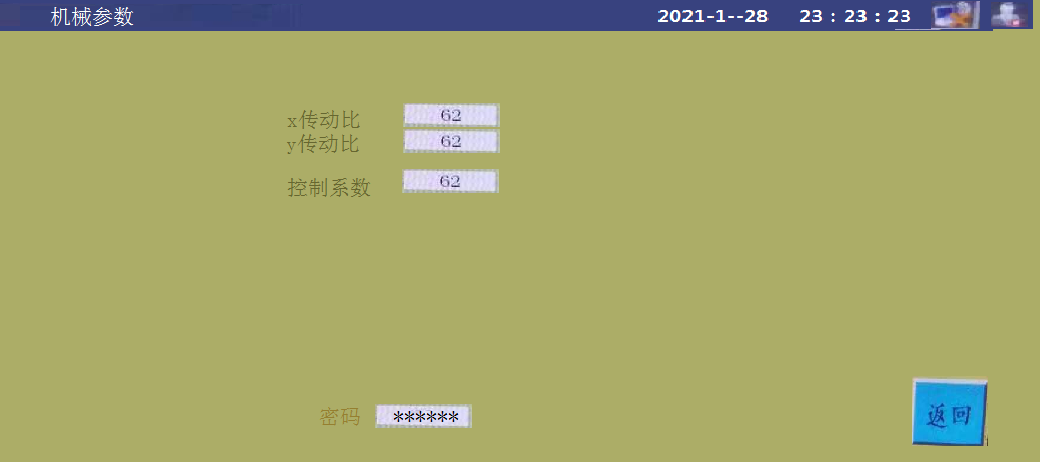 机械参数 2021-1--28 23：23：23
x传动比 62
y传动比 62
控制系数 62
密码 ******
返回